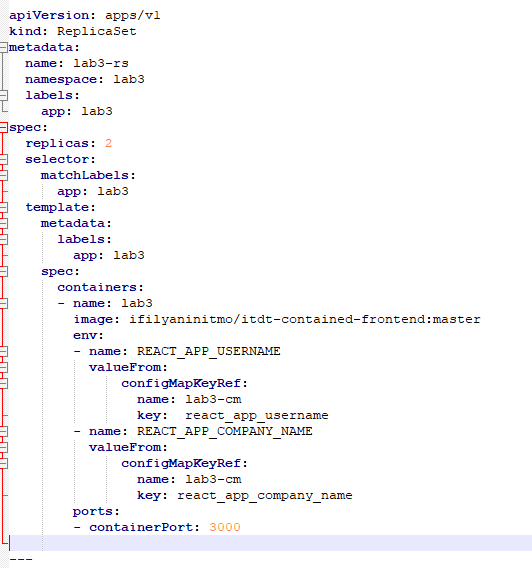 apiVersion: apps/v1
kind: ReplicaSet
metadata:
  name: lab3-rs
  namespace: lab3
  labels:
    app: lab3
spec:
  replicas: 2
  selector:
    matchLabels:
      app: lab3
  template:
    metadata:
      labels:
        app: lab3
    spec:
      containers:
      - name: lab3
        image: ifilyaninitmo/itdt-contained-frontend:master
        env:
        - name: REACT_APP_USERNAME
          valueFrom:
              configMapKeyRef:
                name: lab3-cm
                key:  react_app_username
        - name: REACT_APP_COMPANY_NAME
          valueFrom:
              configMapKeyRef:
                name: lab3-cm
                key: react_app_company_name
        ports:
        - containerPort: 3000
---